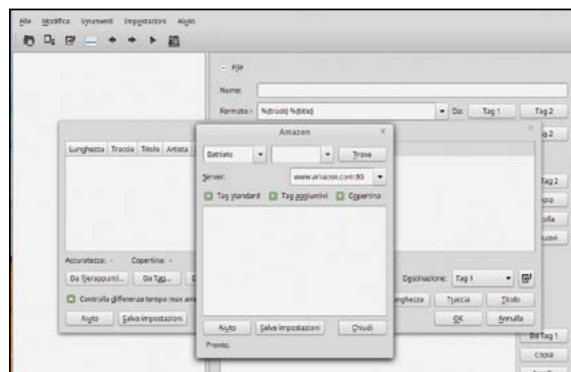 File Modifica Strumenti Impostazioni Aiuto
File
Nome:
Formato: %{track} %{title} Da: Tag 1 Tag 2
Lunghezza Traccia Titolo Artista
Accuratezza: - Copertina: -
Da file/appunti... Da Tag...
Controlla differenza tempo max
Aiuto Salva impostazioni
Amazon
Battiato Trova
Server: www.amazon.com:80
Tag standard Tag aggiuntivi Copertina
Aiuto Salva impostazioni Chiudi
Pronto.
Destinazione: Tag 1
Traccia Titolo
OK Annulla
Da Tag 1
Copia